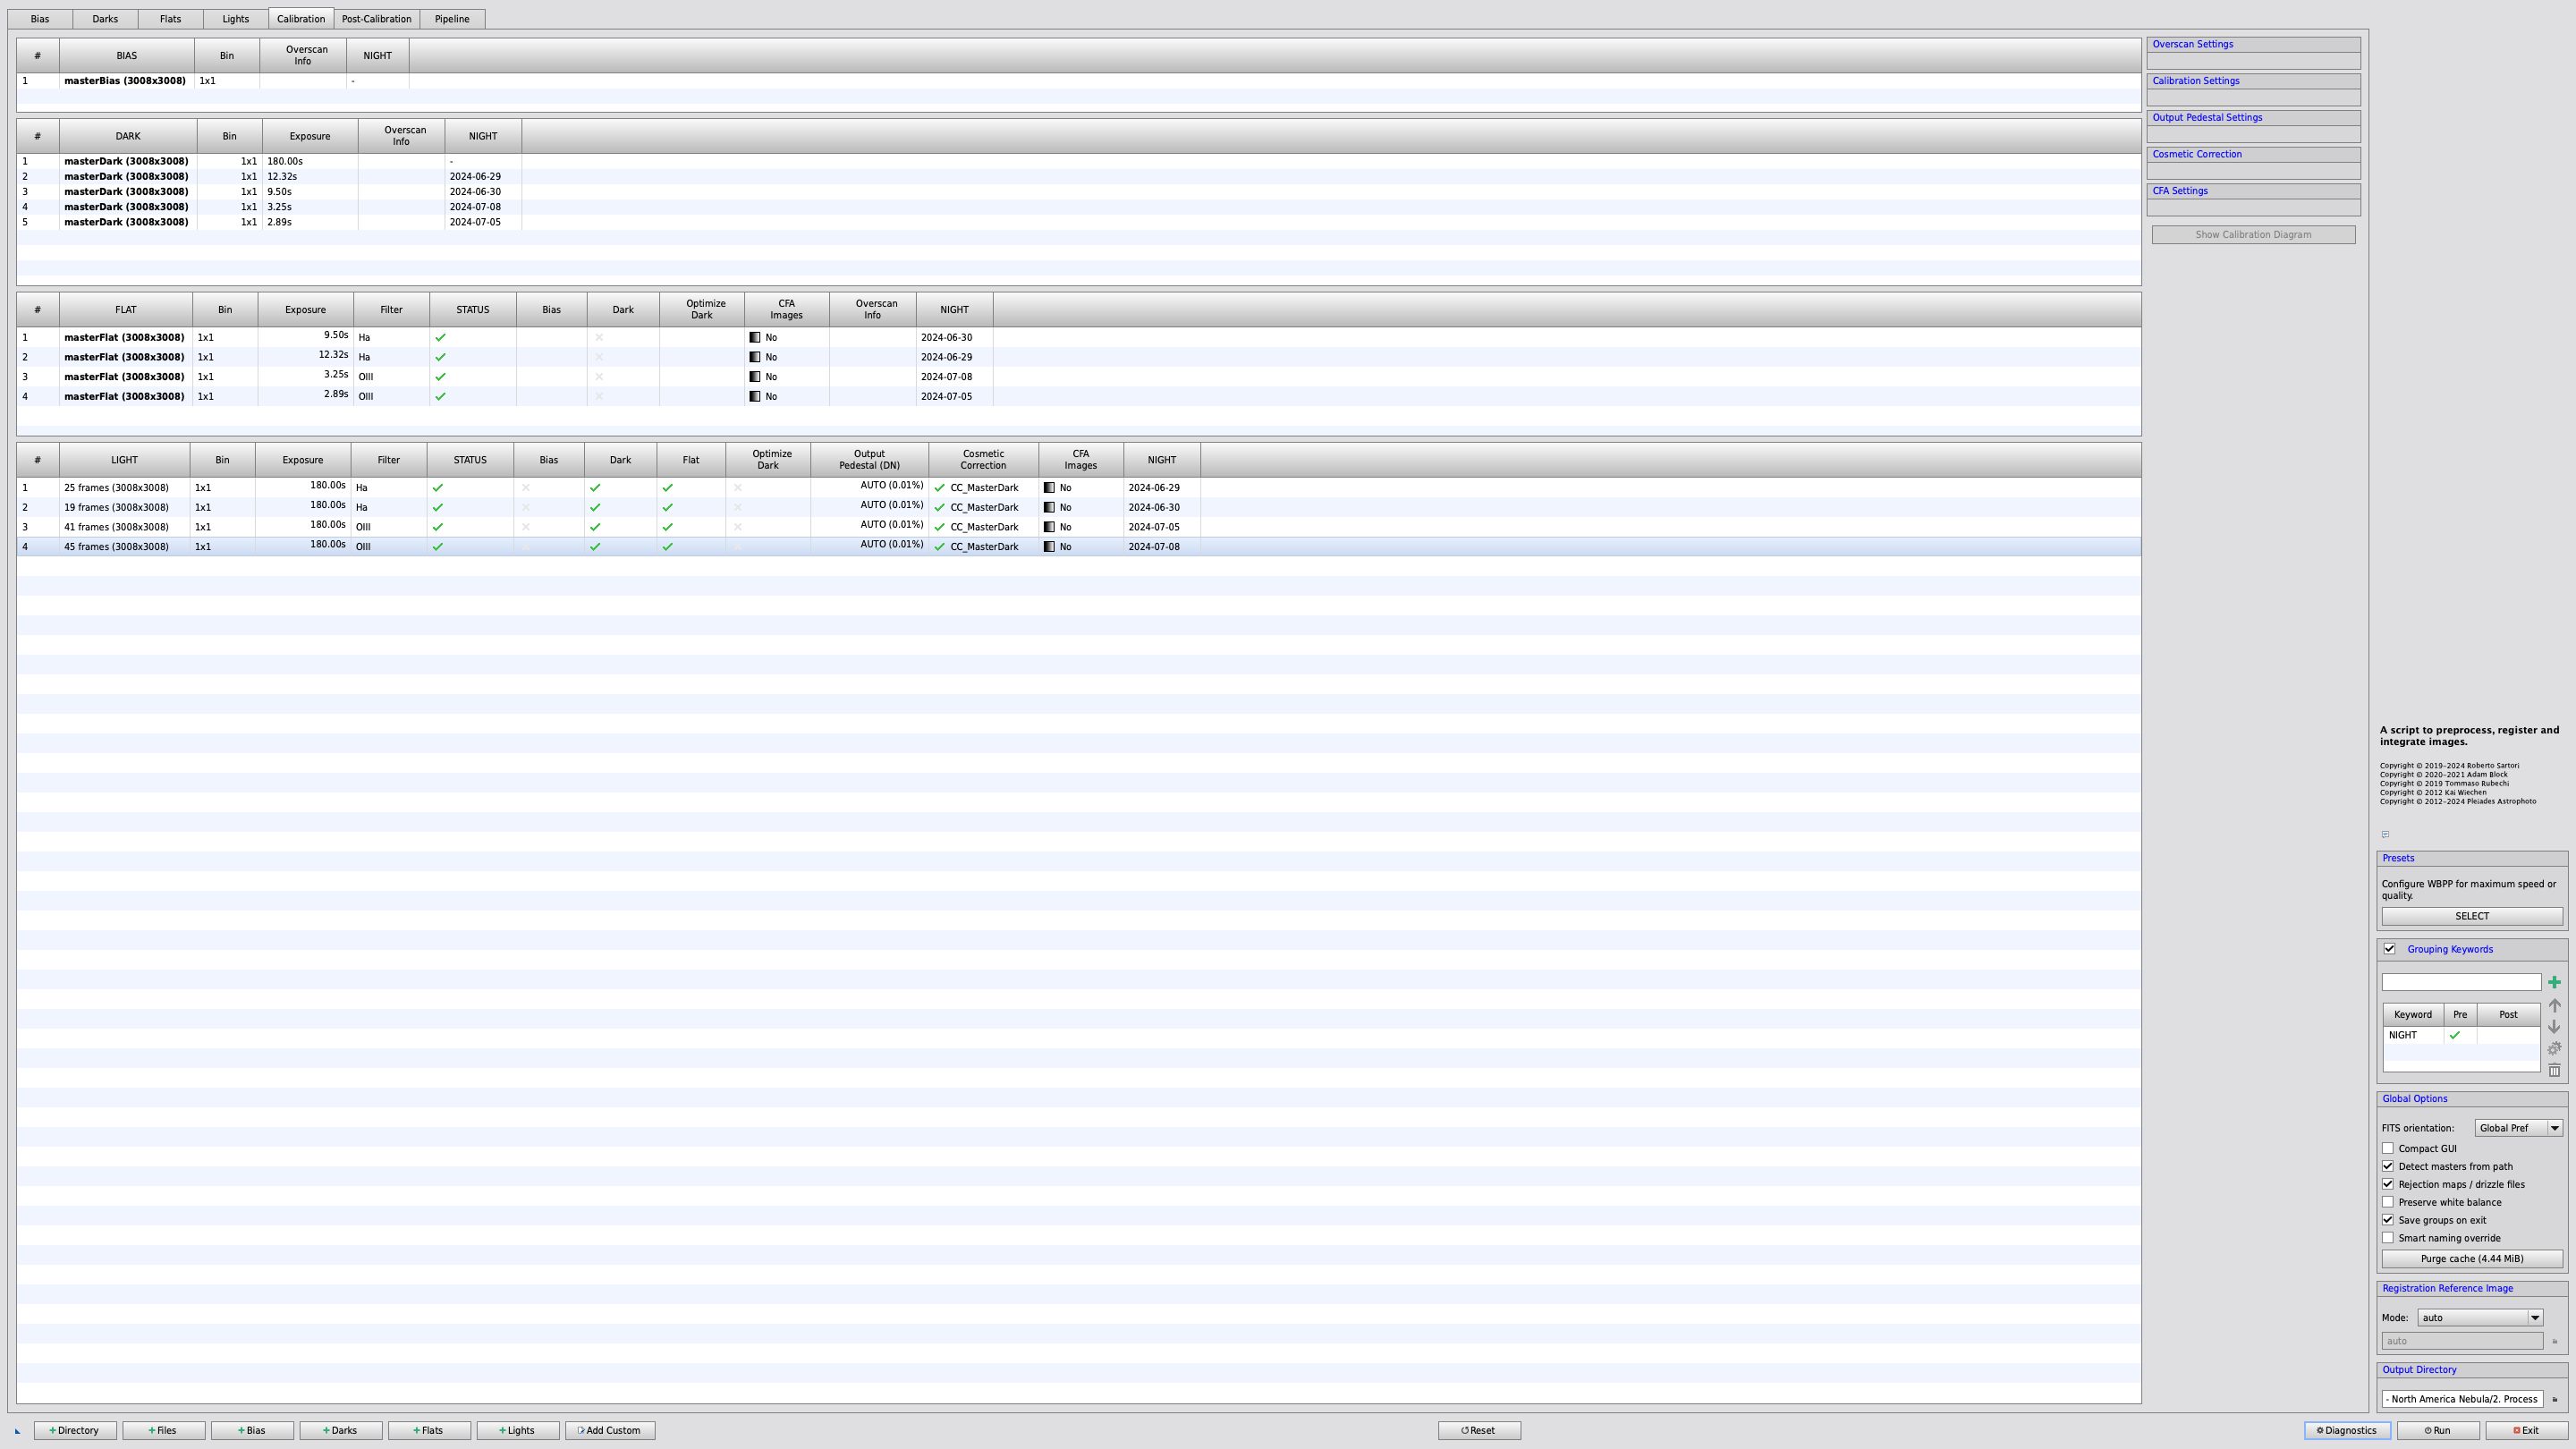 Bias Darks Flats Lights Calibration Post-Calibration Pipeline
# BIAS Bin Overscan Info NIGHT
1 masterBias (3008x3008) 1x1 -
# DARK Bin Exposure Overscan Info NIGHT
1 masterDark (3008x3008) 1x1 180.00s -
2 masterDark (3008x3008) 1x1 12.32s 2024-06-29
3 masterDark (3008x3008) 1x1 9.50s 2024-06-30
4 masterDark (3008x3008) 1x1 3.25s 2024-07-08
5 masterDark (3008x3008) 1x1 2.89s 2024-07-05
# FLAT Bin Exposure Filter STATUS Bias Dark Optimize Dark CFA Images Overscan Info NIGHT
1 masterFlat (3008x3008) 1x1 9.50s Ha No 2024-06-30
2 masterFlat (3008x3008) 1x1 12.32s Ha No 2024-06-29
3 masterFlat (3008x3008) 1x1 3.25s OIII No 2024-07-08
4 masterFlat (3008x3008) 1x1 2.89s OIII No 2024-07-05
# LIGHT Bin Exposure Filter STATUS Bias Dark Flat Optimize Dark Output Pedestal (DN) Cosmetic Correction CFA Images NIGHT
1 25 frames (3008x3008) 1x1 180.00s Ha AUTO (0.01%) CC_MasterDark No 2024-06-29
2 19 frames (3008x3008) 1x1 180.00s Ha AUTO (0.01%) CC_MasterDark No 2024-06-30
3 41 frames (3008x3008) 1x1 180.00s OIII AUTO (0.01%) CC_MasterDark No 2024-07-05
4 45 frames (3008x3008) 1x1 180.00s OIII AUTO (0.01%) CC_MasterDark No 2024-07-08
Overscan Settings
Calibration Settings
Output Pedestal Settings
Cosmetic Correction
CFA Settings
Show Calibration Diagram
A script to preprocess, register and
integrate images.
Copyright © 2019-2024 Roberto Sartori
Copyright © 2020-2021 Adam Block
Copyright © 2019 Tommaso Rubechi
Copyright © 2012 Kai Wiechen
Copyright © 2012-2024 Pleiades Astrophoto
Presets
Configure WBPP for maximum speed or
quality.
SELECT
Grouping Keywords
Keyword Pre Post
NIGHT
Global Options
FITS orientation: Global Pref
Compact GUI
Detect masters from path
Rejection maps / drizzle files
Preserve white balance
Save groups on exit
Smart naming override
Purge cache (4.44 MiB)
Registration Reference Image
Mode: auto
auto
Output Directory
- North America Nebula/2. Process
Directory Files Bias Darks Flats Lights Add Custom Reset Diagnostics Run Exit